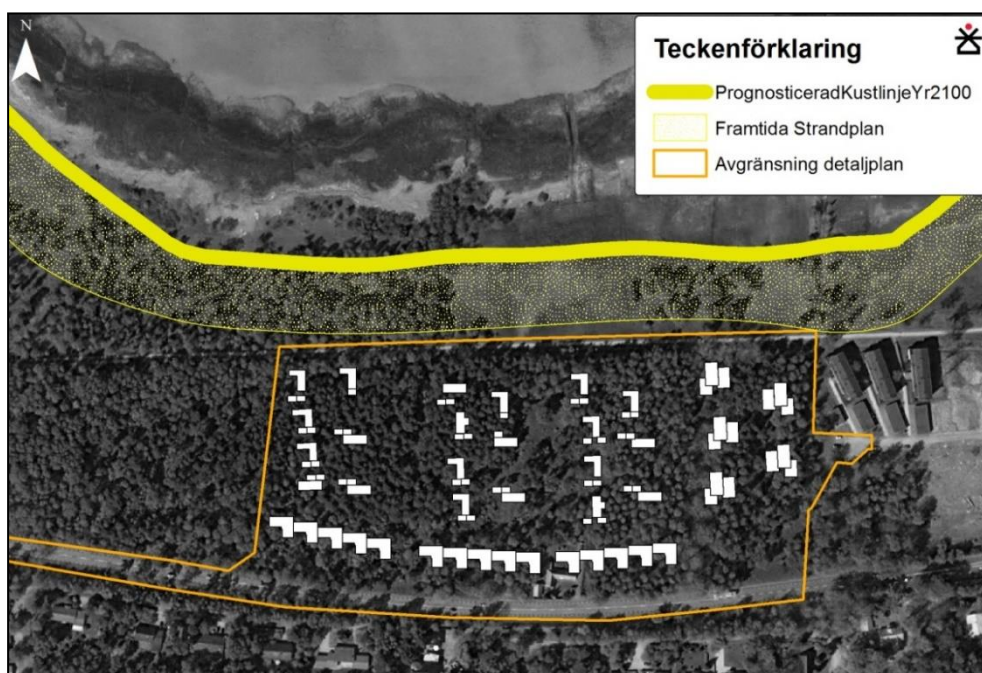 N
Teckenförklaring
PrognosticeradKustlinjeYr2100
Framtida Strandplan
Avgränsning detaljplan